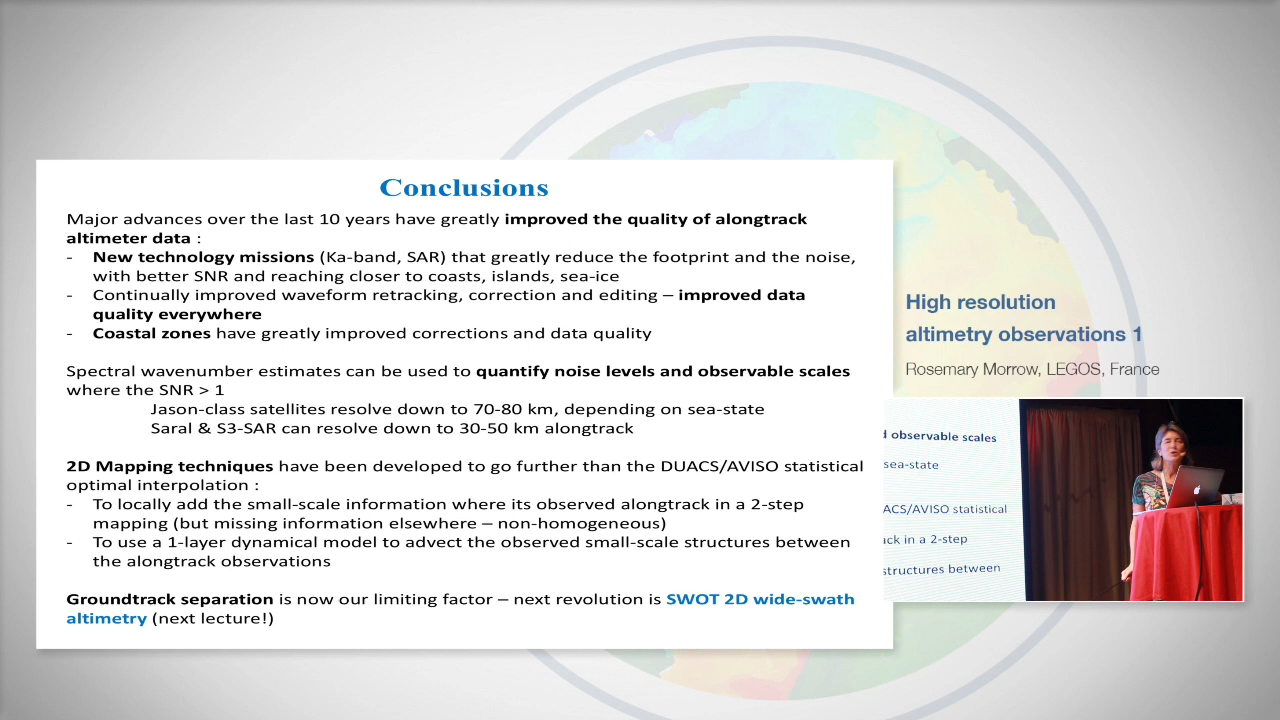 Conclusions
Major advances over the last 10 years have greatly improved the quality of alongtrack
altimeter data :
- New technology missions (Ka-band, SAR) that greatly reduce the footprint and the noise,
with better SNR and reaching closer to coasts, islands, sea-ice
- Continually improved waveform retracking, correction and editing – improved data
quality everywhere
- Coastal zones have greatly improved corrections and data quality
Spectral wavenumber estimates can be used to quantify noise levels and observable scales
where the SNR > 1
Jason-class satellites resolve down to 70-80 km, depending on sea-state
Saral & S3-SAR can resolve down to 30-50 km alongtrack
2D Mapping techniques have been developed to go further than the DUACS/AVISO statistical
optimal interpolation :
- To locally add the small-scale information where its observed alongtrack in a 2-step
mapping (but missing information elsewhere – non-homogeneous)
- To use a 1-layer dynamical model to advect the observed small-scale structures between
the alongtrack observations
Groundtrack separation is now our limiting factor – next revolution is SWOT 2D wide-swath
altimetry (next lecture!)
High resolution
altimetry observations 1
Rosemary Morrow, LEGOS, France
d observable scales
sea-state
ACS/AVISO statistical
ack in a 2-step
structures between